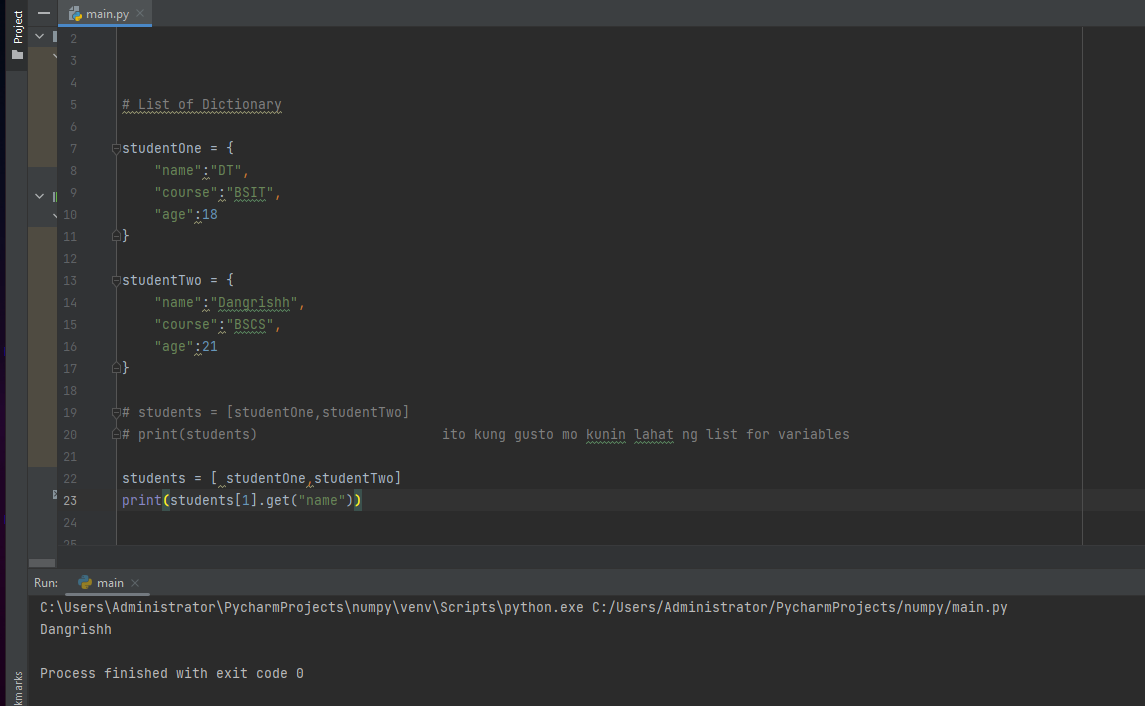 Project
main.py
2
3
4
5 # List of Dictionary
6
7 studentOne = {
8 "name":"DT",
9 "course":"BSIT",
10 "age":18
11 }
12
13 studentTwo = {
14 "name":"Dangrishh",
15 "course":"BSCS",
16 "age":21
17 }
18
19 # students = [studentOne,studentTwo]
20 # print(students) ito kung gusto mo kunin lahat ng list for variables
21
22 students = [ studentOne,studentTwo]
23 print(students[1].get("name"))
24
25
Run: main
C:\Users\Administrator\PycharmProjects\numpy\venv\Scripts\python.exe C:/Users/Administrator/PycharmProjects/numpy/main.py
Dangrishh
Process finished with exit code 0
kmarks